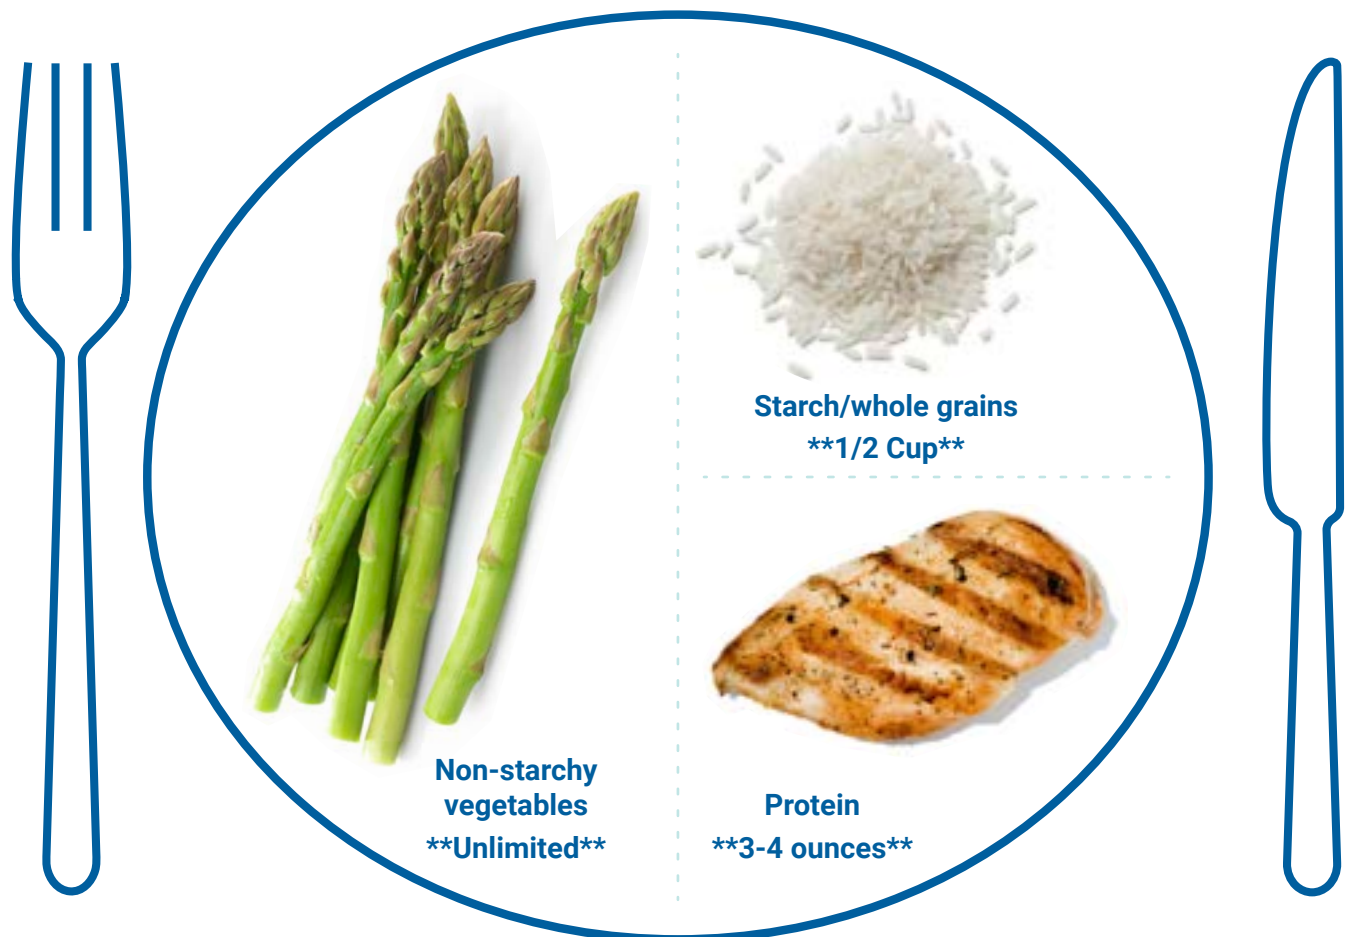 Starch/whole grains
**1/2 Cup**
Non-starchy
vegetables
**Unlimited**
Protein
**3-4 ounces**